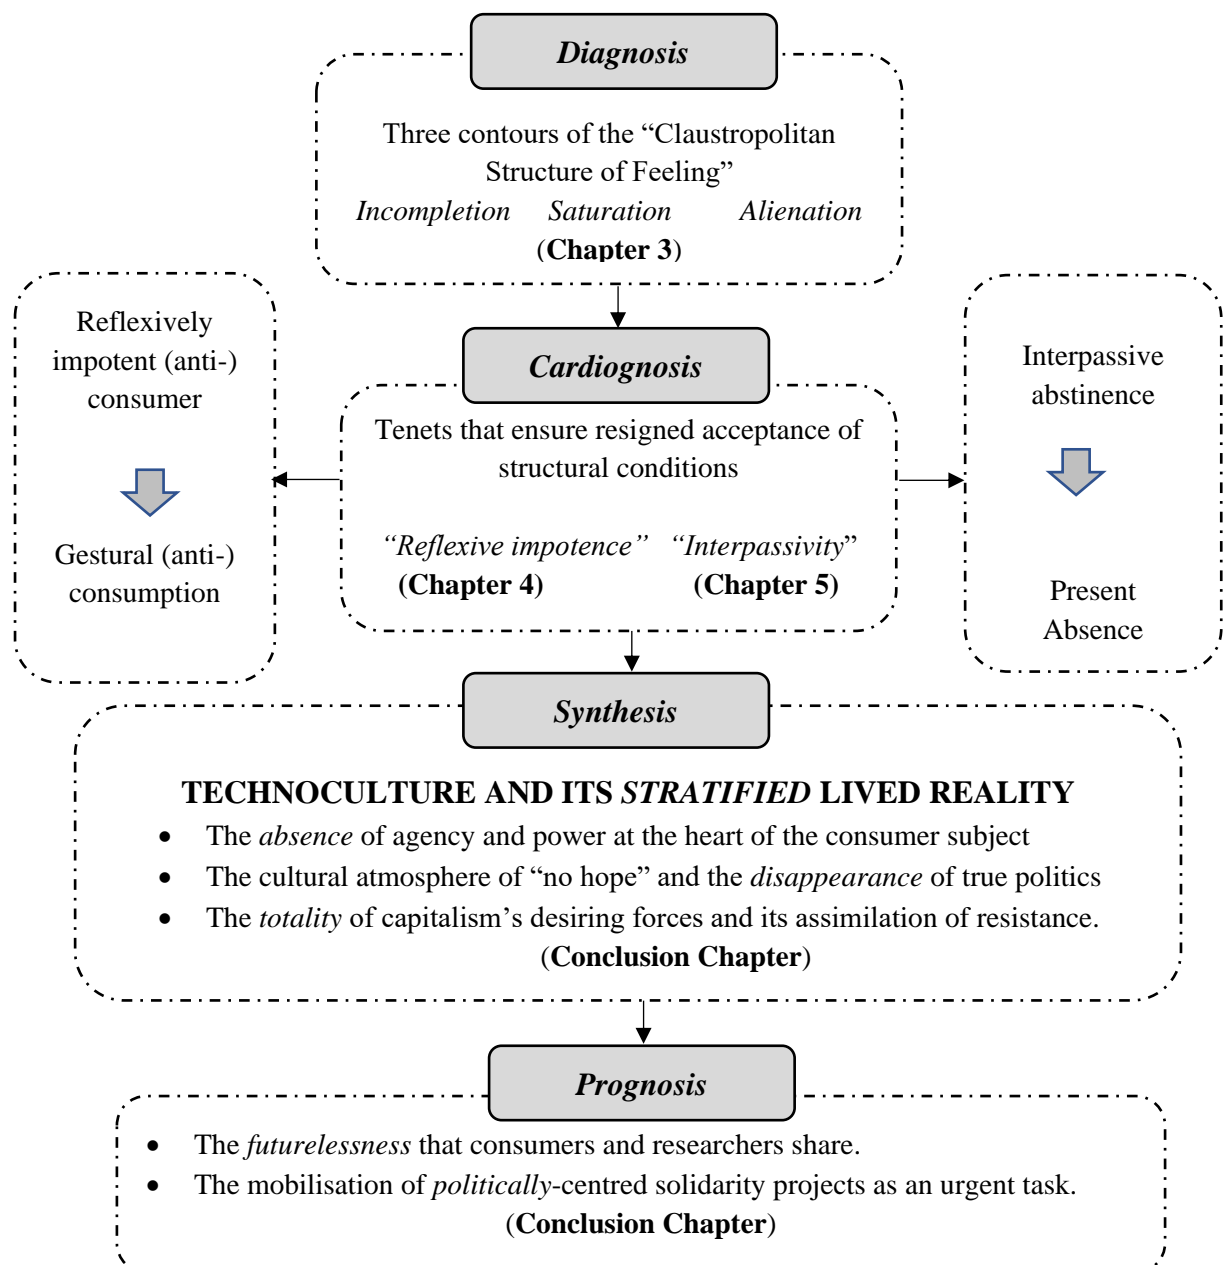 Diagnosis
Three contours of the “Claustropolitan
Structure of Feeling”
Incompletion Saturation Alienation
(Chapter 3)
Cardiognosis
Tenets that ensure resigned acceptance of
structural conditions
“Reflexive impotence” “Interpassivity”
(Chapter 4) (Chapter 5)
Reflexively
impotent (anti-)
consumer
Gestural (anti-)
consumption
Interpassive
abstinence
Present
Absence
Synthesis
TECHNOCULTURE AND ITS STRATIFIED LIVED REALITY
• The absence of agency and power at the heart of the consumer subject
• The cultural atmosphere of “no hope” and the disappearance of true politics
• The totality of capitalism’s desiring forces and its assimilation of resistance.
(Conclusion Chapter)
Prognosis
• The futurelessness that consumers and researchers share.
• The mobilisation of politically-centred solidarity projects as an urgent task.
(Conclusion Chapter)